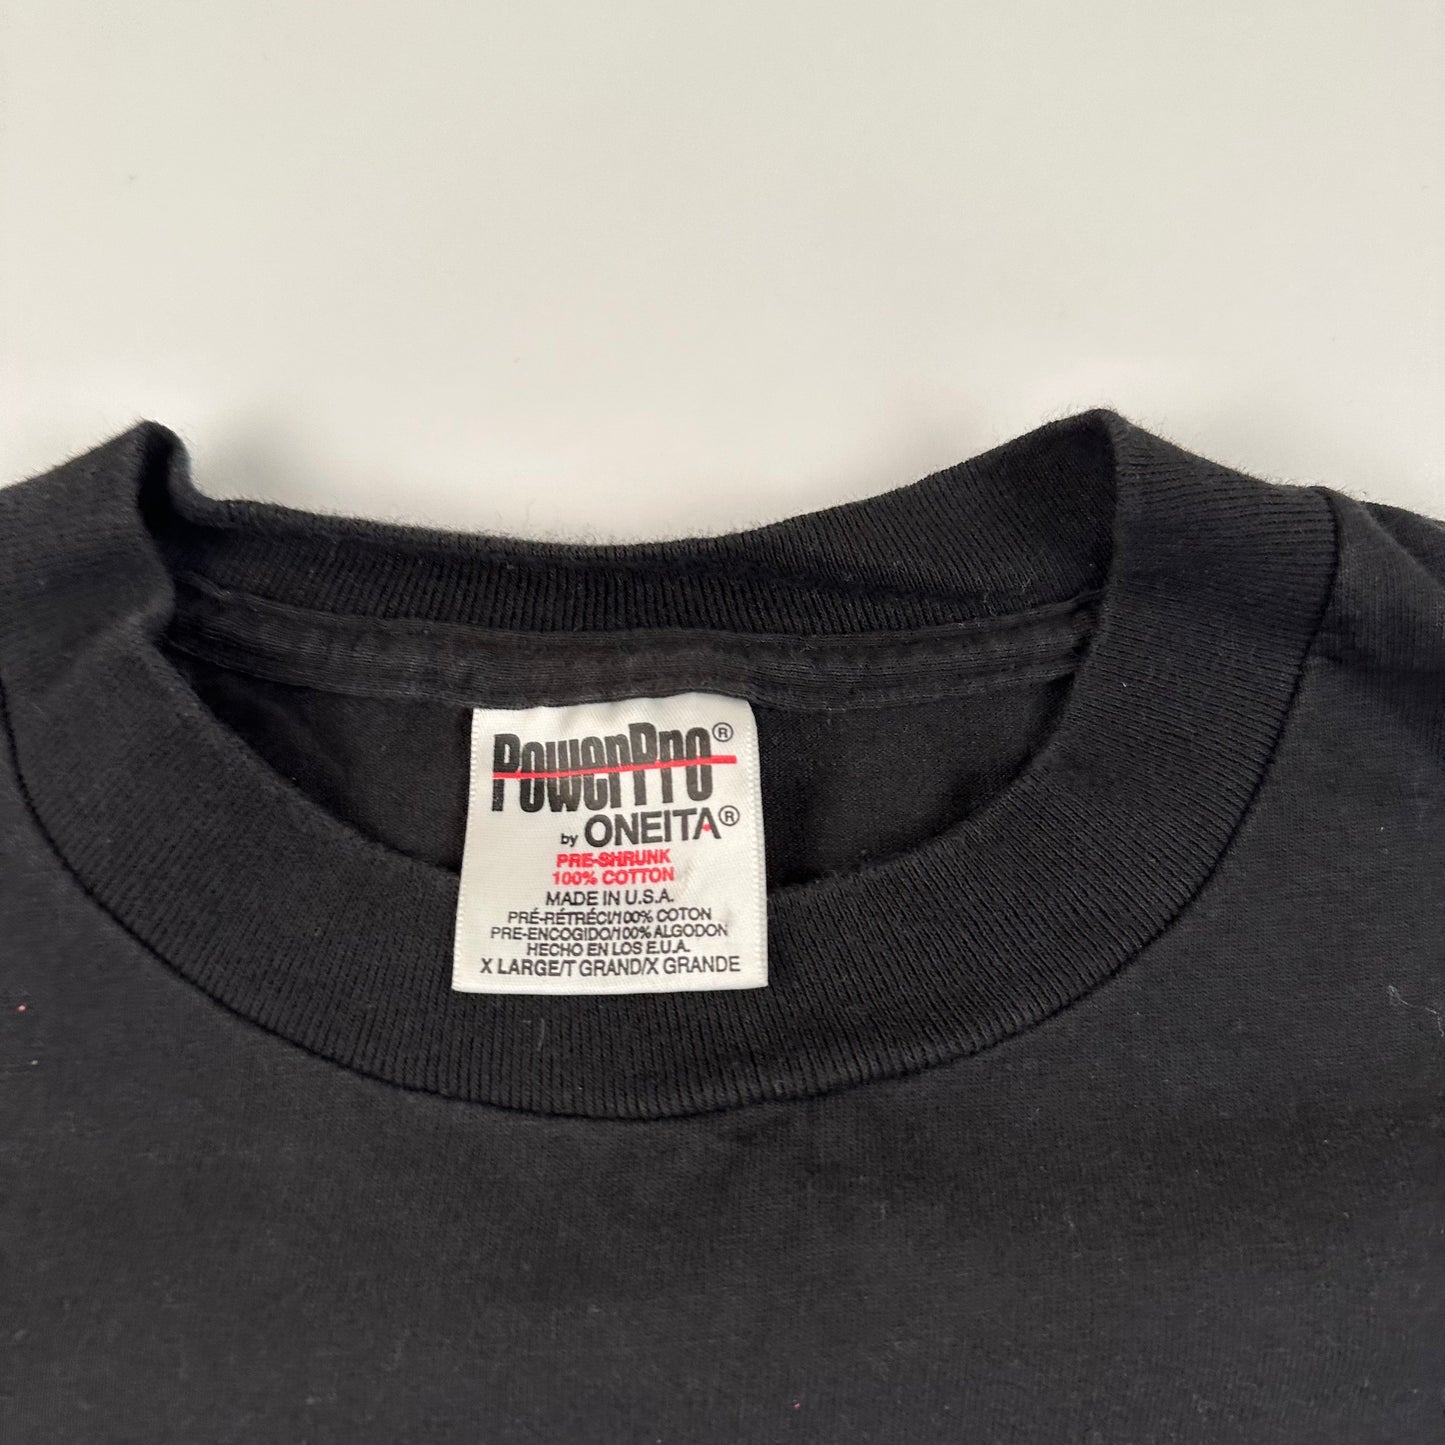 PowerPro®
by ONEITA®
PRE-SHRUNK
100% COTTON
MADE IN U.S.A.
PRÉ-RÉTRÉCI/100% COTON
PRE-ENCOGIDO/100% ALGODON
HECHO EN LOS E.U.A.
X LARGE/T GRAND/X GRANDE